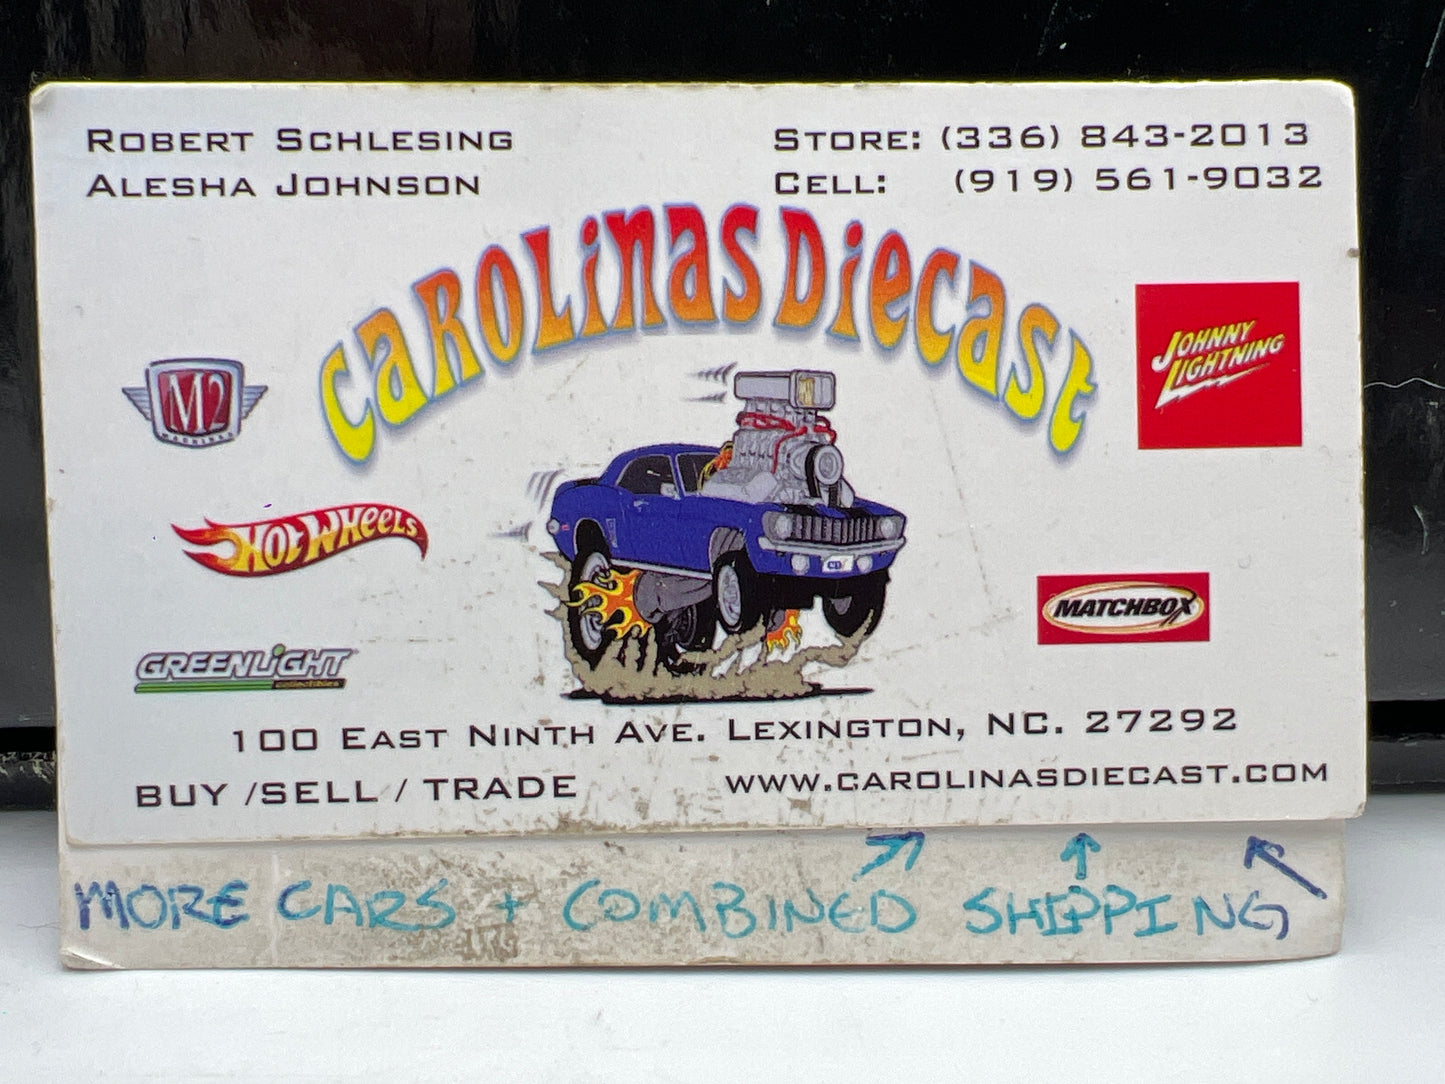 ROBERT SCHLESING
ALESHA JOHNSON
STORE: (336) 843-2013
CELL: (919) 561-9032
CAROLINAS DIECAST
M2
MACHINES
JOHNNY
LIGHTNING
HOT WHEELS
MATCHBOX
GREENLIGHT
collectibles
100 EAST NINTH AVE. LEXINGTON, NC. 27292
BUY /SELL / TRADE
WWW.CAROLINASDIECAST.COM
MORE CARS + COMBINED SHIPPING